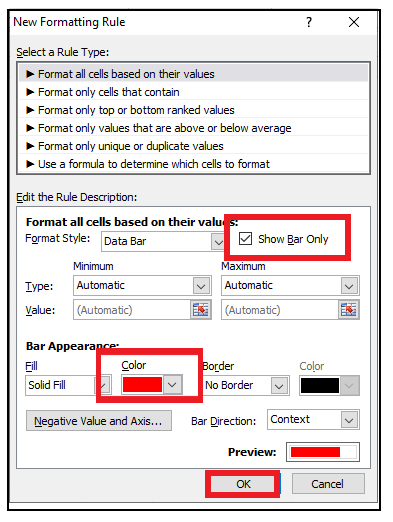 New Formatting Rule ? ×
Select a Rule Type:
► Format all cells based on their values
► Format only cells that contain
► Format only top or bottom ranked values
► Format only values that are above or below average
► Format only unique or duplicate values
► Use a formula to determine which cells to format
Edit the Rule Description:
Format all cells based on their values:
Format Style: Data Bar Show Bar Only
Minimum Maximum
Type: Automatic Automatic
Value: (Automatic) (Automatic)
Bar Appearance:
Fill Color Border Color
Solid Fill No Border
Negative Value and Axis... Bar Direction: Context
Preview:
OK Cancel